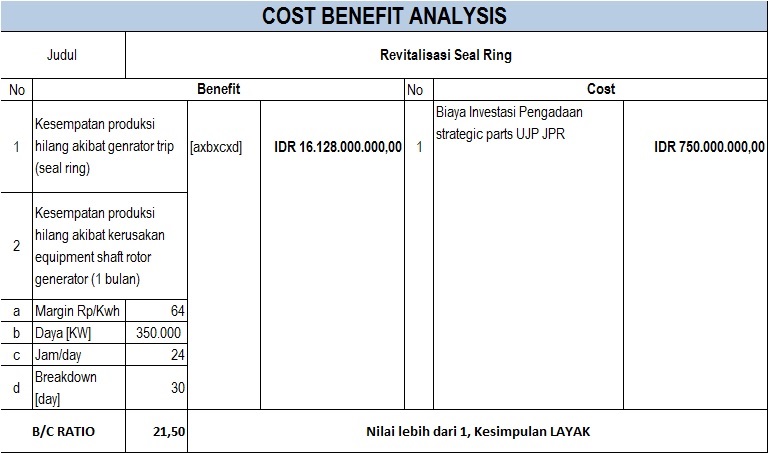 COST BENEFIT ANALYSIS
Judul Revitalisasi Seal Ring
No Benefit No Cost
1 Kesempatan produksi
hilang akibat genrator trip
(seal ring)
[axbxcxd] IDR 16.128.000.000,00
1 Biaya Investasi Pengadaan
strategic parts UJP JPR
IDR 750.000.000,00
2 Kesempatan produksi
hilang akibat kerusakan
equipment shaft rotor
generator (1 bulan)
a Margin Rp/Kwh 64
b Daya [KW] 350.000
c Jam/day 24
d Breakdown
[day] 30
B/C RATIO 21,50 Nilai lebih dari 1, Kesimpulan LAYAK